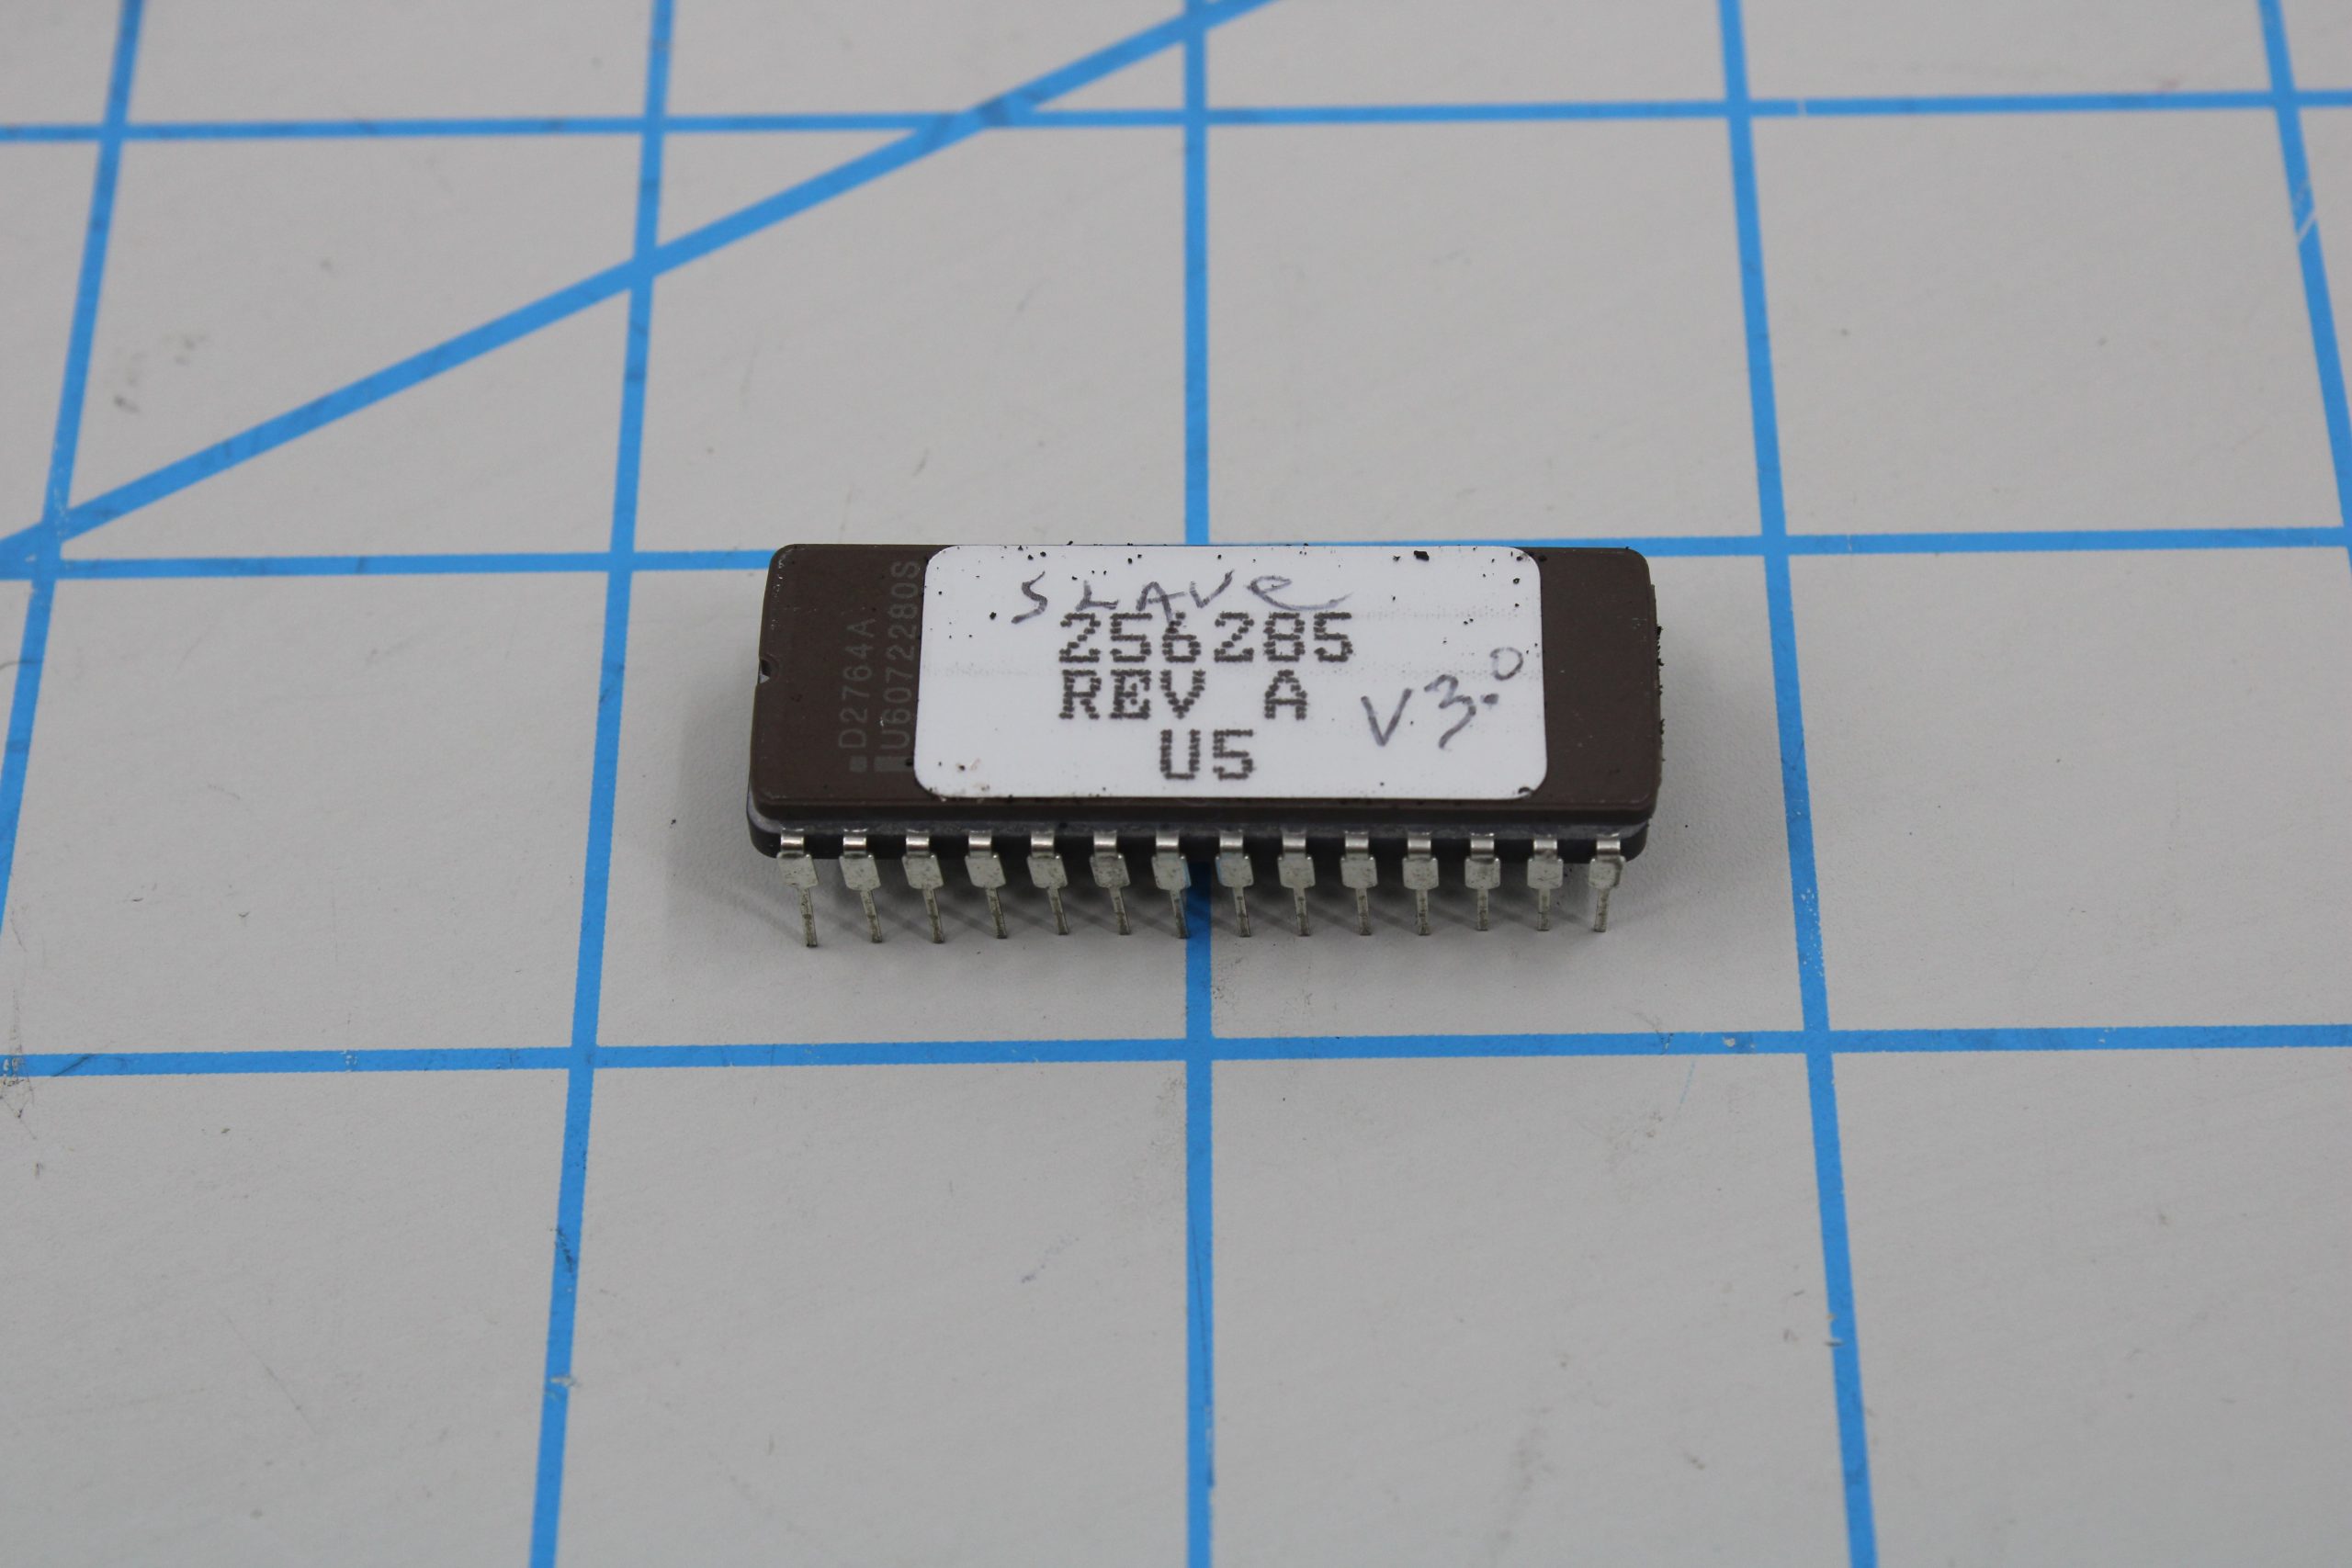 SLAVe
256285
REV A
V3.0
U5
D2764A
U6072280S